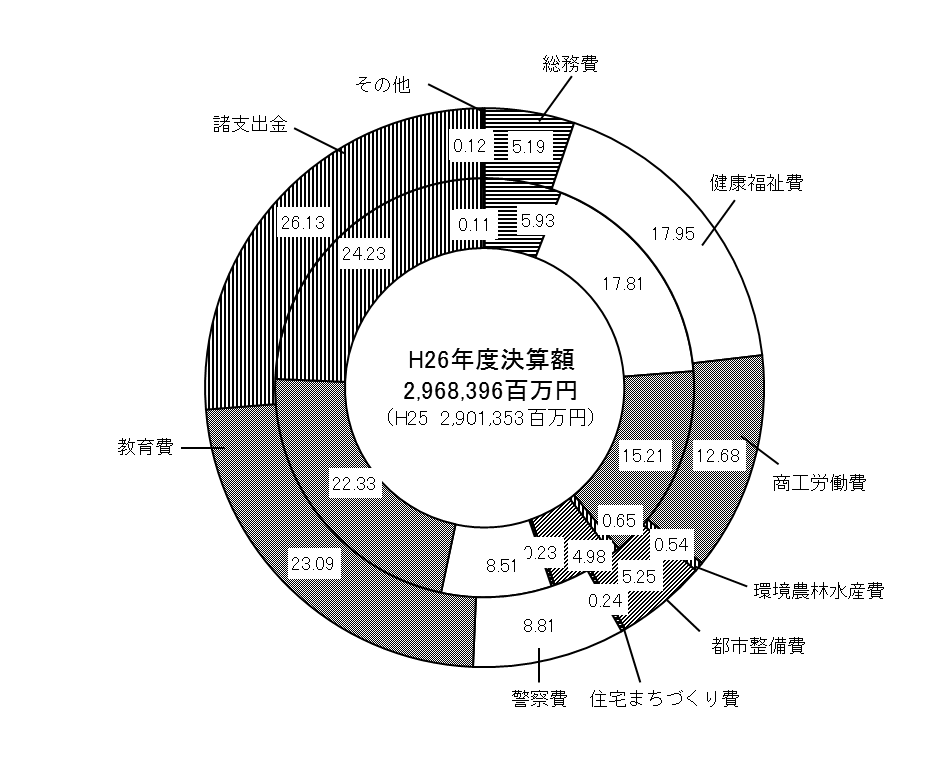 総務費
その他
諸支出金
0.12
5.19
健康福祉費
26.13
0.11
5.93
17.95
24.23
17.81
H26年度決算額
2,968,396百万円
（H25 2,901,353百万円）
教育費
15.21
12.68
22.33
商工労働費
0.65
0.54
23.09
8.51
0.23
4.98
5.25
環境農林水産費
0.24
8.81
都市整備費
警察費
住宅まちづくり費